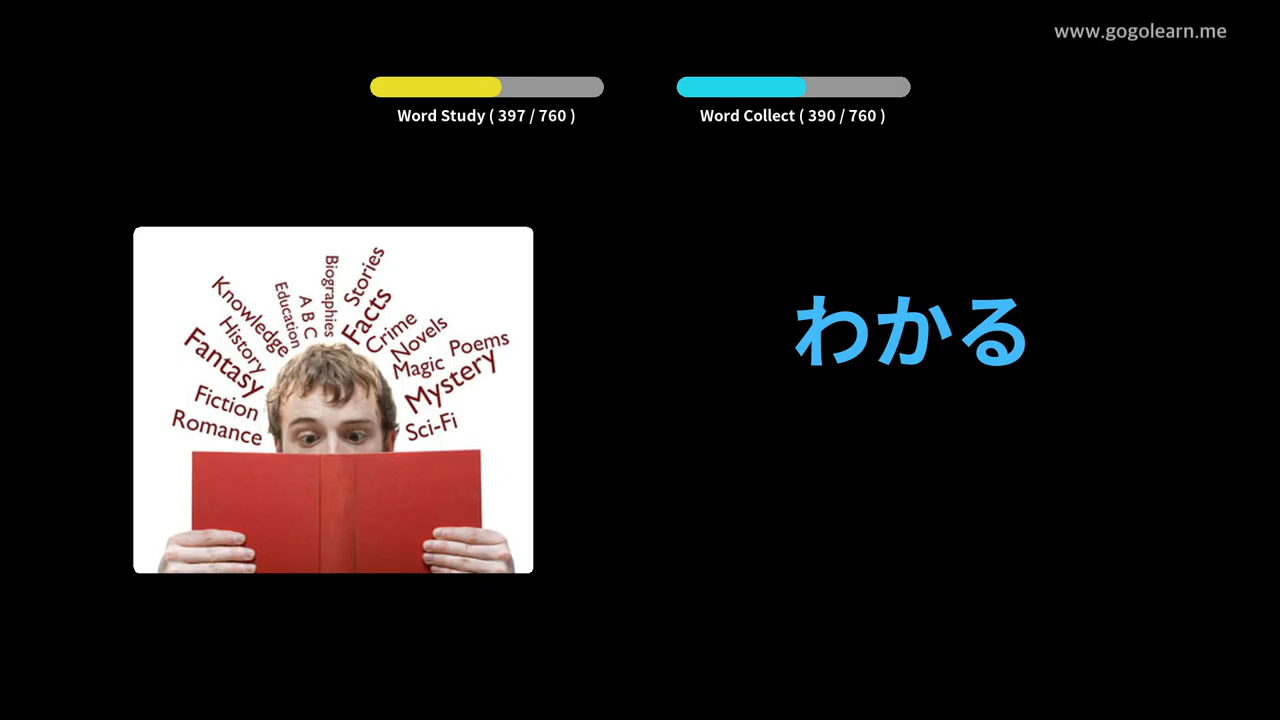 www.gogolearn.me
Word Study ( 397 / 760 )
Word Collect ( 390 / 760 )
Biographies
Stories
A B C
Education
Facts
Knowledge
Crime
History
Novels
Poems
Fantasy
Magic
Mystery
Fiction
Romance
Sci-Fi
わかる